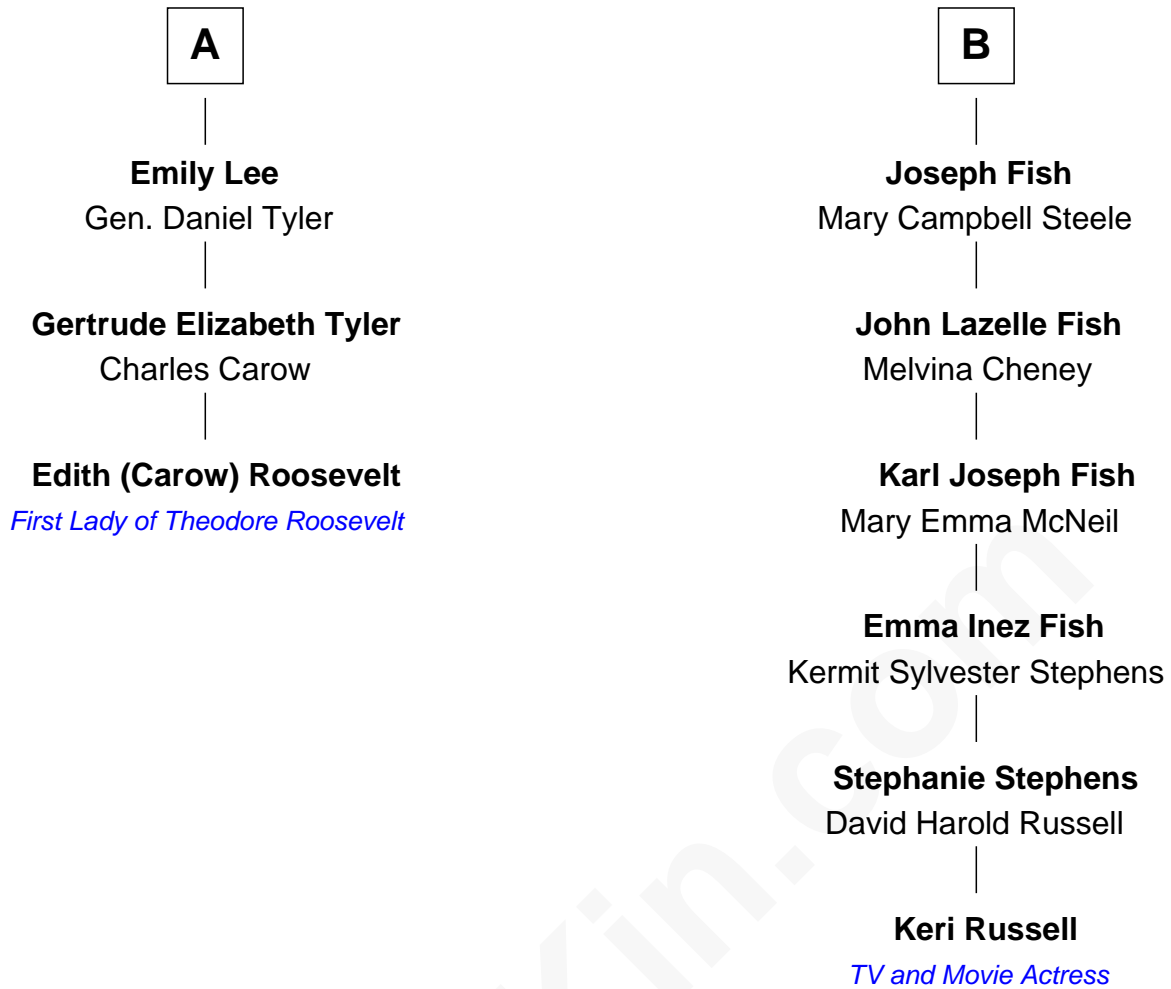 A
Emily Lee
Gen. Daniel Tyler
Gertrude Elizabeth Tyler
Charles Carow
Edith (Carow) Roosevelt
First Lady of Theodore Roosevelt
B
Joseph Fish
Mary Campbell Steele
John Lazelle Fish
Melvina Cheney
Karl Joseph Fish
Mary Emma McNeil
Emma Inez Fish
Kermit Sylvester Stephens
Stephanie Stephens
David Harold Russell
Keri Russell
TV and Movie Actress
Kin.com